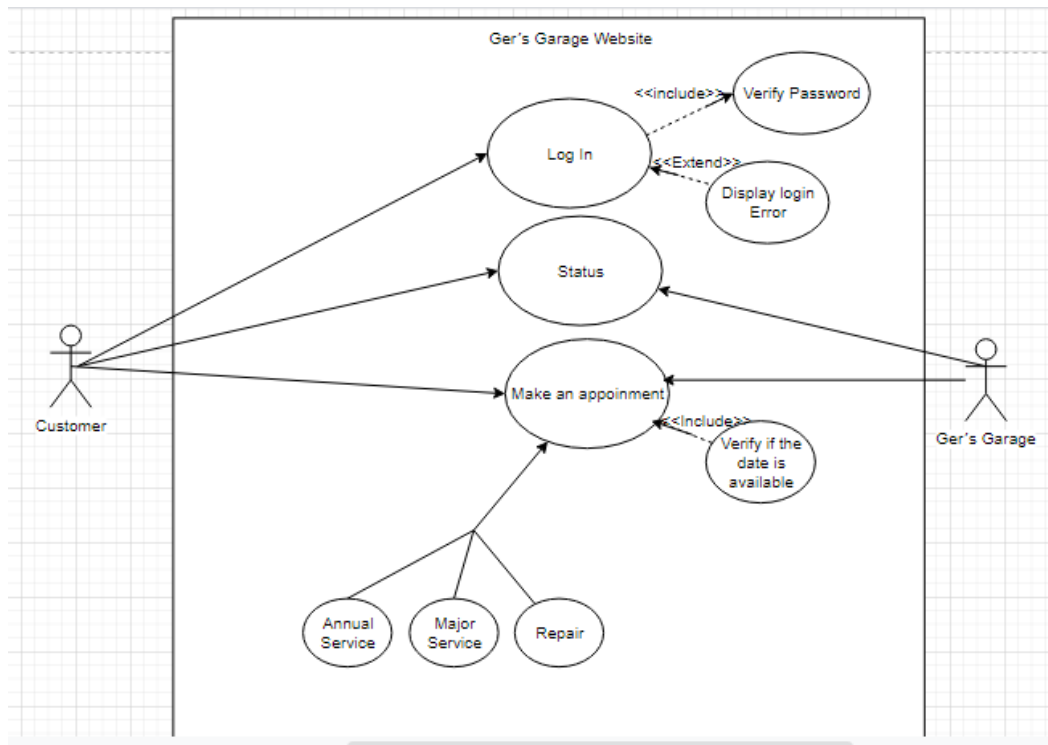 Ger's Garage Website
<<include>>
Verify Password
Log In
<<Extend>>
Display login
Error
Status
Customer
Make an appoinment
Ger's Garage
<<Include>>
Verify if the
date is
available
Annual
Service
Major
Service
Repair